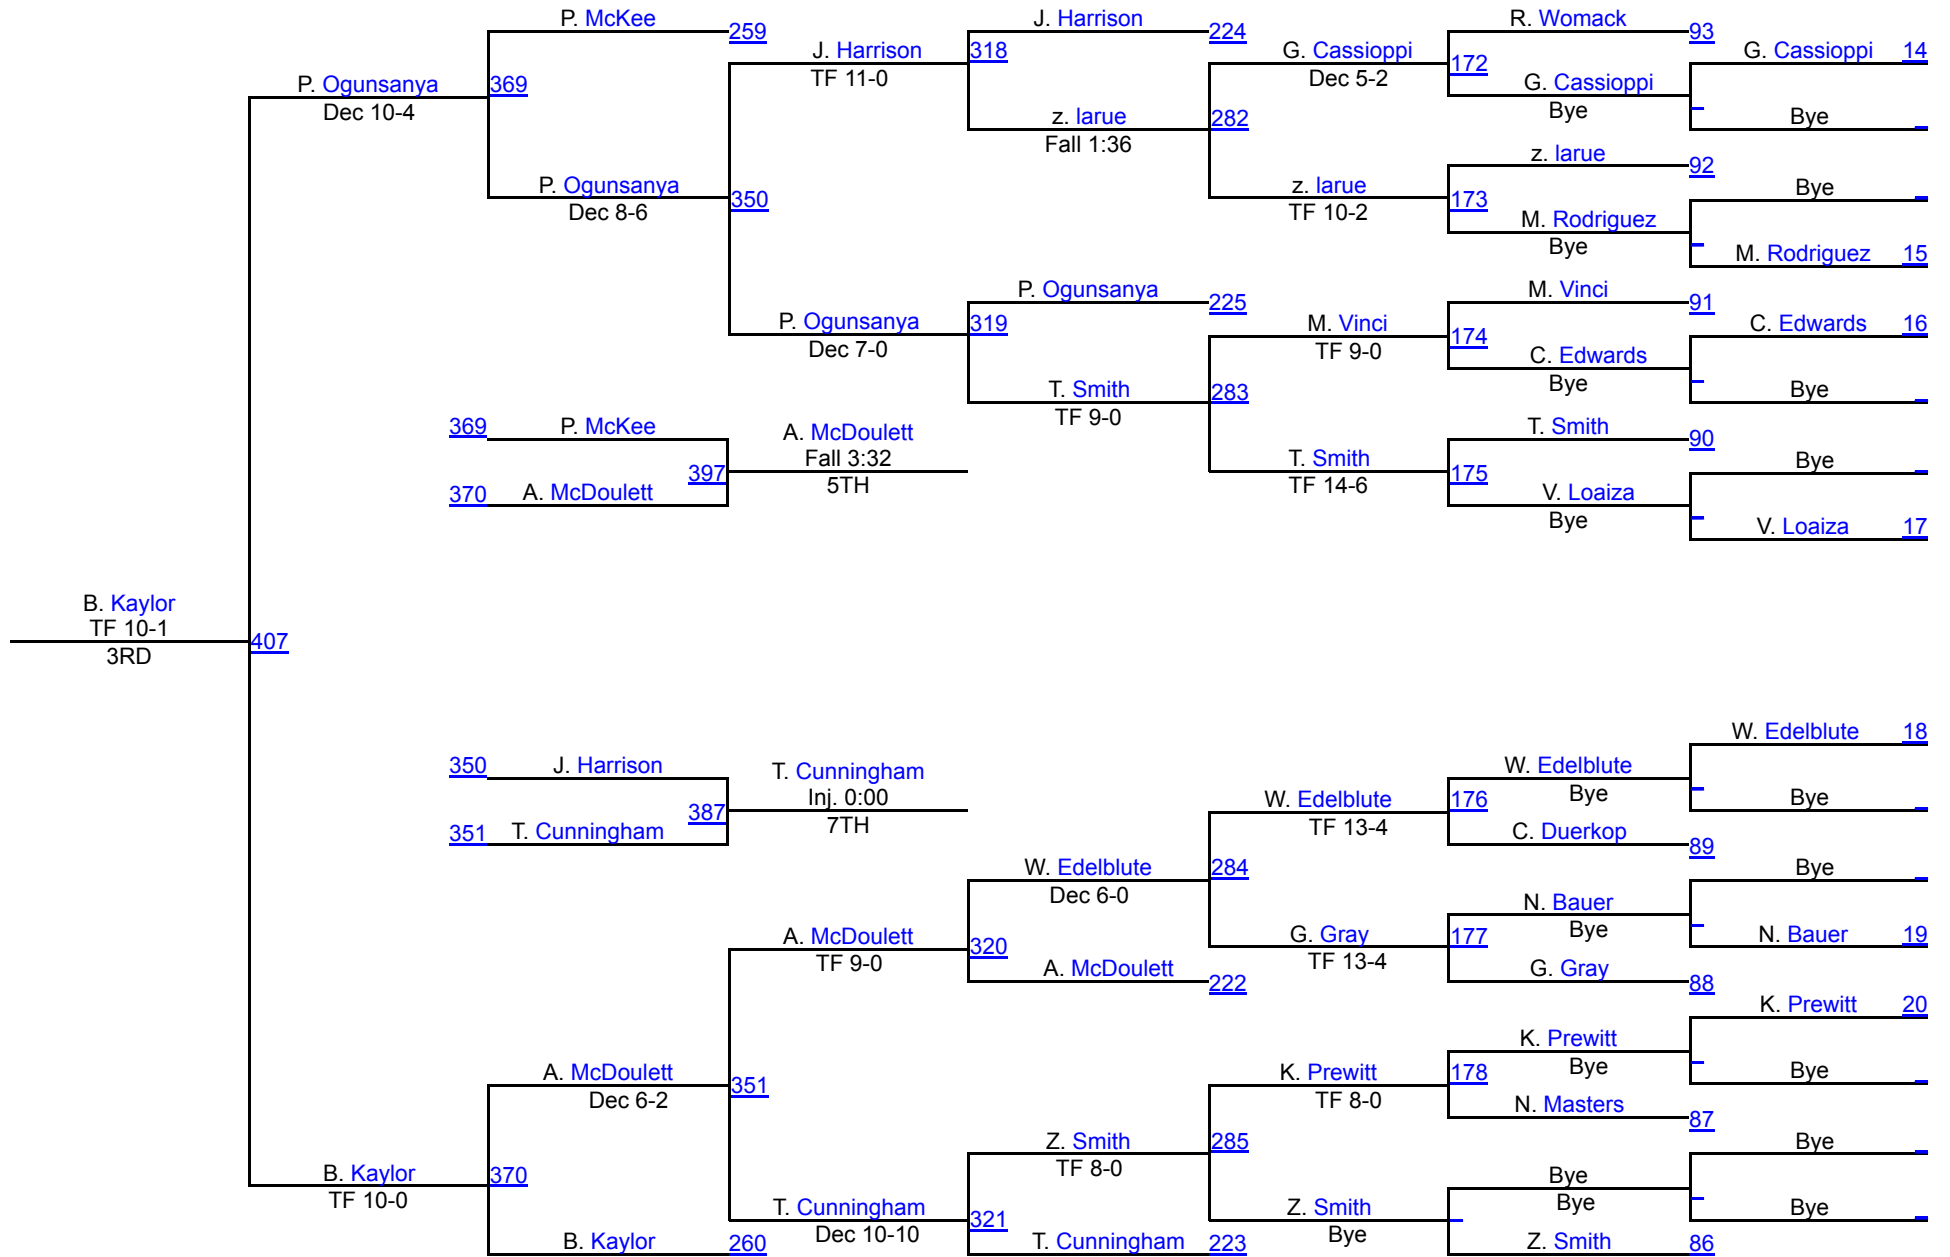 P. McKee
259
J. Harrison
224
R. Womack
93
G. Cassioppi 14
J. Harrison
TF 11-0
318
G. Cassioppi
Dec 5-2
172
G. Cassioppi
Bye
Bye
P. Ogunsanya
Dec 10-4
369
z. larue
Fall 1:36
282
z. larue
92
Bye
P. Ogunsanya
Dec 8-6
350
z. larue
TF 10-2
173
M. Rodriguez
Bye
M. Rodriguez 15
P. Ogunsanya
225
M. Vinci
91
P. Ogunsanya
Dec 7-0
319
M. Vinci
TF 9-0
174
C. Edwards 16
C. Edwards
Bye
Bye
T. Smith
TF 9-0
283
369 P. McKee
A. McDoulett
Fall 3:32
5TH
397
370 A. McDoulett
T. Smith
90
Bye
T. Smith
TF 14-6
175
V. Loaiza
Bye
V. Loaiza 17
B. Kaylor
TF 10-1
3RD
407
W. Edelblute 18
350 J. Harrison
T. Cunningham
Inj. 0:00
7TH
387
351 T. Cunningham
W. Edelblute
Bye
Bye
W. Edelblute
TF 13-4
176
C. Duerkop
89
W. Edelblute
Dec 6-0
284
Bye
N. Bauer
Bye
N. Bauer 19
A. McDoulett
TF 9-0
320
G. Gray
TF 13-4
177
G. Gray
88
A. McDoulett
222
K. Prewitt 20
K. Prewitt
Bye
Bye
A. McDoulett
Dec 6-2
351
K. Prewitt
TF 8-0
178
N. Masters
87
Z. Smith
TF 8-0
285
Bye
B. Kaylor
TF 10-0
370
Bye
Bye
Bye
T. Cunningham
Dec 10-10
321
Z. Smith
Bye
B. Kaylor
260
T. Cunningham
223
Z. Smith
86